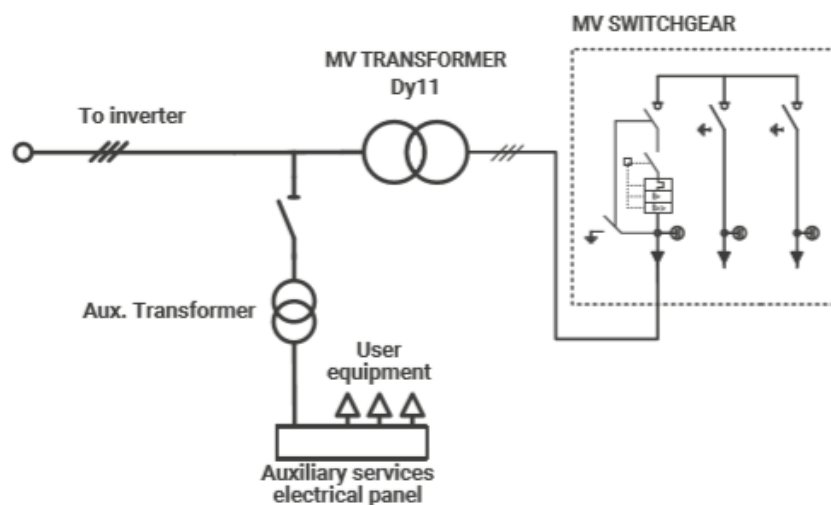 MV SWITCHGEAR
MV TRANSFORMER
Dy11
To inverter
Aux. Transformer
User
equipment
Auxiliary services
electrical panel